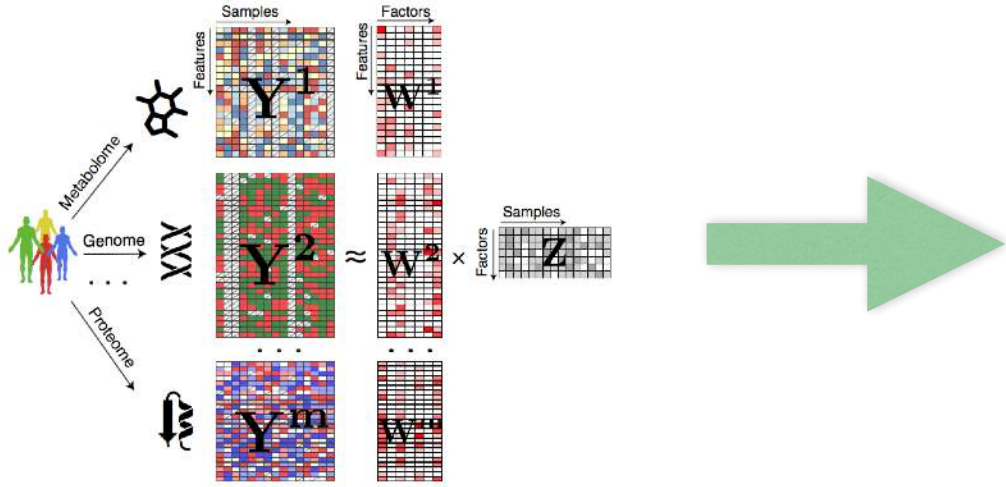 Samples
Factors
Features
Features
Y¹
W¹
Metabolome
Genome
. . .
Proteome
Y²
≈
W²
×
Samples
Factors
Z
. . .
. . .
Yᵐ
Wᵐ